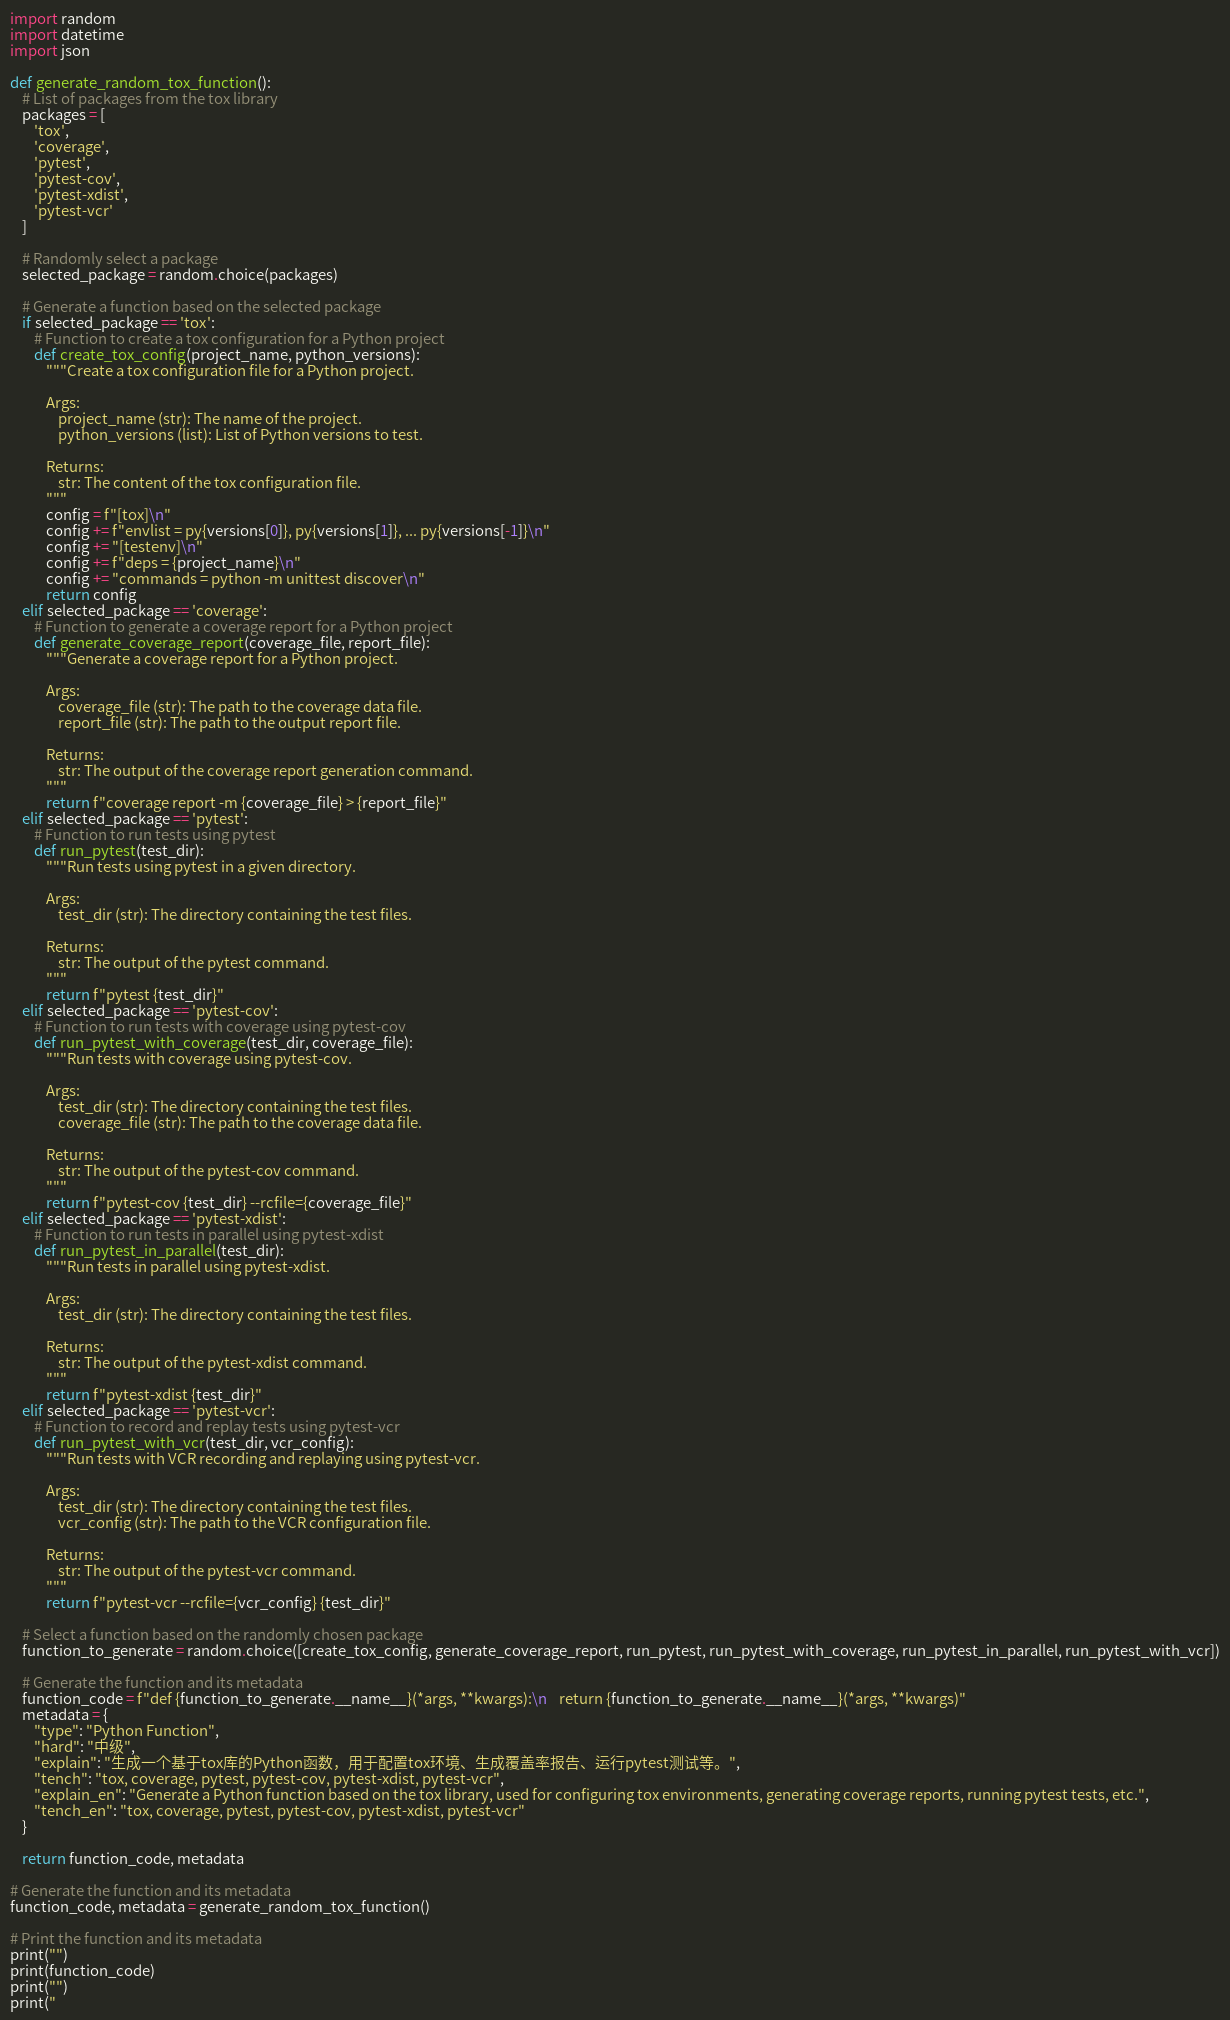 import random
import datetime
import json

def generate_random_tox_function():
    # List of packages from the tox library
    packages = [
        'tox',
        'coverage',
        'pytest',
        'pytest-cov',
        'pytest-xdist',
        'pytest-vcr'
    ]

    # Randomly select a package
    selected_package = random.choice(packages)

    # Generate a function based on the selected package
    if selected_package == 'tox':
        # Function to create a tox configuration for a Python project
        def create_tox_config(project_name, python_versions):
            """Create a tox configuration file for a Python project.

            Args:
                project_name (str): The name of the project.
                python_versions (list): List of Python versions to test.

            Returns:
                str: The content of the tox configuration file.
            """
            config = f"[tox]\n"
            config += f"envlist = py{versions[0]}, py{versions[1]}, ... py{versions[-1]}\n"
            config += "[testenv]\n"
            config += f"deps = {project_name}\n"
            config += "commands = python -m unittest discover\n"
            return config
    elif selected_package == 'coverage':
        # Function to generate a coverage report for a Python project
        def generate_coverage_report(coverage_file, report_file):
            """Generate a coverage report for a Python project.

            Args:
                coverage_file (str): The path to the coverage data file.
                report_file (str): The path to the output report file.

            Returns:
                str: The output of the coverage report generation command.
            """
            return f"coverage report -m {coverage_file} > {report_file}"
    elif selected_package == 'pytest':
        # Function to run tests using pytest
        def run_pytest(test_dir):
            """Run tests using pytest in a given directory.

            Args:
                test_dir (str): The directory containing the test files.

            Returns:
                str: The output of the pytest command.
            """
            return f"pytest {test_dir}"
    elif selected_package == 'pytest-cov':
        # Function to run tests with coverage using pytest-cov
        def run_pytest_with_coverage(test_dir, coverage_file):
            """Run tests with coverage using pytest-cov.

            Args:
                test_dir (str): The directory containing the test files.
                coverage_file (str): The path to the coverage data file.

            Returns:
                str: The output of the pytest-cov command.
            """
            return f"pytest-cov {test_dir} --rcfile={coverage_file}"
    elif selected_package == 'pytest-xdist':
        # Function to run tests in parallel using pytest-xdist
        def run_pytest_in_parallel(test_dir):
            """Run tests in parallel using pytest-xdist.

            Args:
                test_dir (str): The directory containing the test files.

            Returns:
                str: The output of the pytest-xdist command.
            """
            return f"pytest-xdist {test_dir}"
    elif selected_package == 'pytest-vcr':
        # Function to record and replay tests using pytest-vcr
        def run_pytest_with_vcr(test_dir, vcr_config):
            """Run tests with VCR recording and replaying using pytest-vcr.

            Args:
                test_dir (str): The directory containing the test files.
                vcr_config (str): The path to the VCR configuration file.

            Returns:
                str: The output of the pytest-vcr command.
            """
            return f"pytest-vcr --rcfile={vcr_config} {test_dir}"

    # Select a function based on the randomly chosen package
    function_to_generate = random.choice([create_tox_config, generate_coverage_report, run_pytest, run_pytest_with_coverage, run_pytest_in_parallel, run_pytest_with_vcr])

    # Generate the function and its metadata
    function_code = f"def {function_to_generate.__name__}(*args, **kwargs):\n    return {function_to_generate.__name__}(*args, **kwargs)"
    metadata = {
        "type": "Python Function",
        "hard": "中级",
        "explain": "生成一个基于tox库的Python函数，用于配置tox环境、生成覆盖率报告、运行pytest测试等。",
        "tench": "tox, coverage, pytest, pytest-cov, pytest-xdist, pytest-vcr",
        "explain_en": "Generate a Python function based on the tox library, used for configuring tox environments, generating coverage reports, running pytest tests, etc.",
        "tench_en": "tox, coverage, pytest, pytest-cov, pytest-xdist, pytest-vcr"
    }

    return function_code, metadata

# Generate the function and its metadata
function_code, metadata = generate_random_tox_function()

# Print the function and its metadata
print("")
print(function_code)
print("")
print("